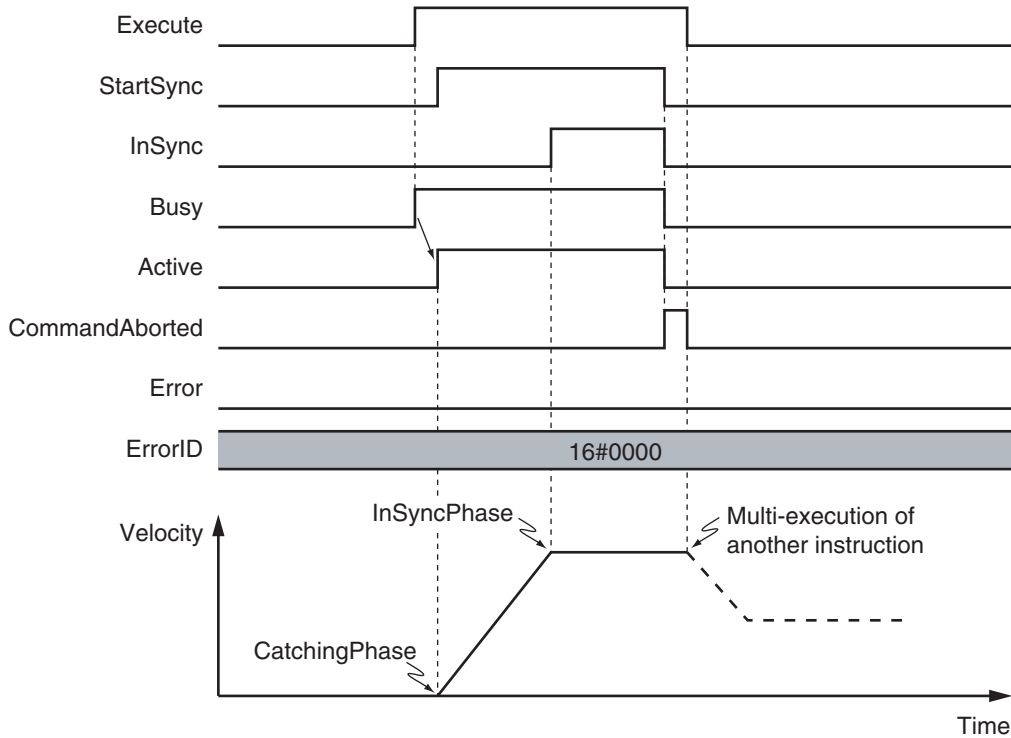 Execute
StartSync
InSync
Busy
Active
CommandAborted
Error
ErrorID
16#0000
Velocity
InSyncPhase
Multi-execution of
another instruction
CatchingPhase
Time